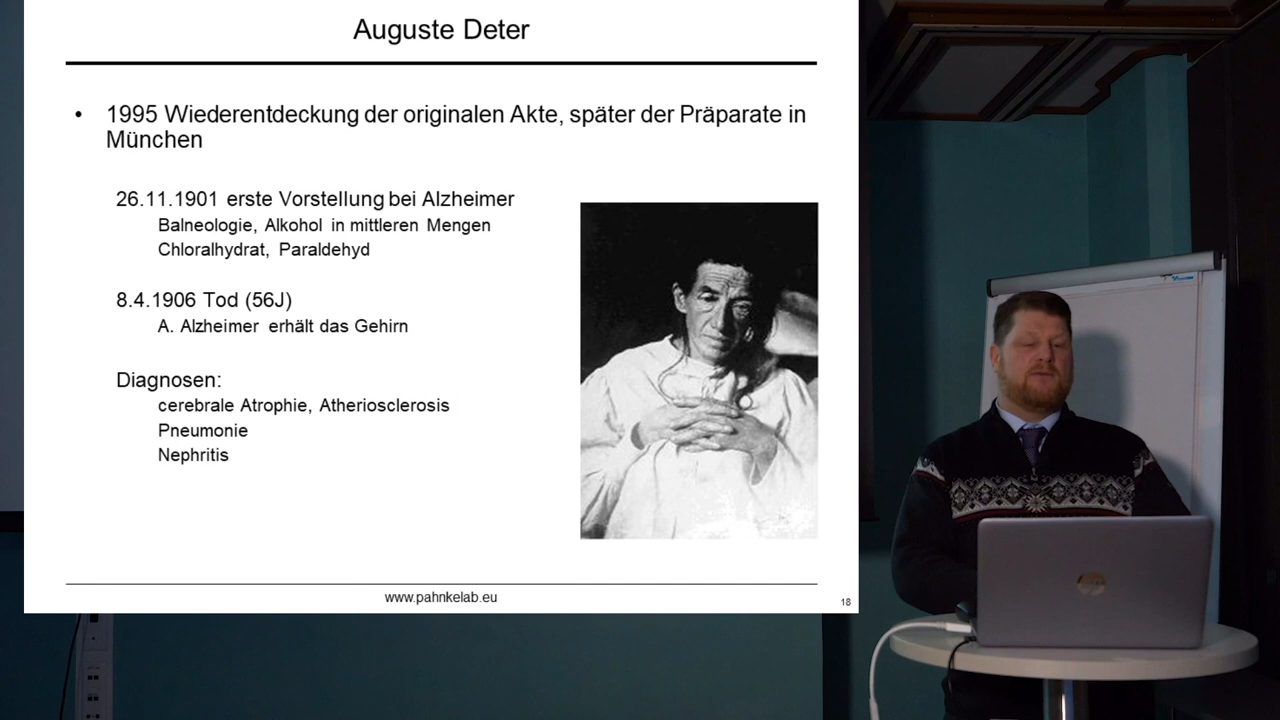 Auguste Deter
• 1995 Wiederentdeckung der originalen Akte, später der Präparate in
München
26.11.1901 erste Vorstellung bei Alzheimer
Balneologie, Alkohol in mittleren Mengen
Chloralhydrat, Paraldehyd
8.4.1906 Tod (56J)
A. Alzheimer erhält das Gehirn
Diagnosen:
cerebrale Atrophie, Atheriosclerosis
Pneumonie
Nephritis
www.pahnkelab.eu
18
hp